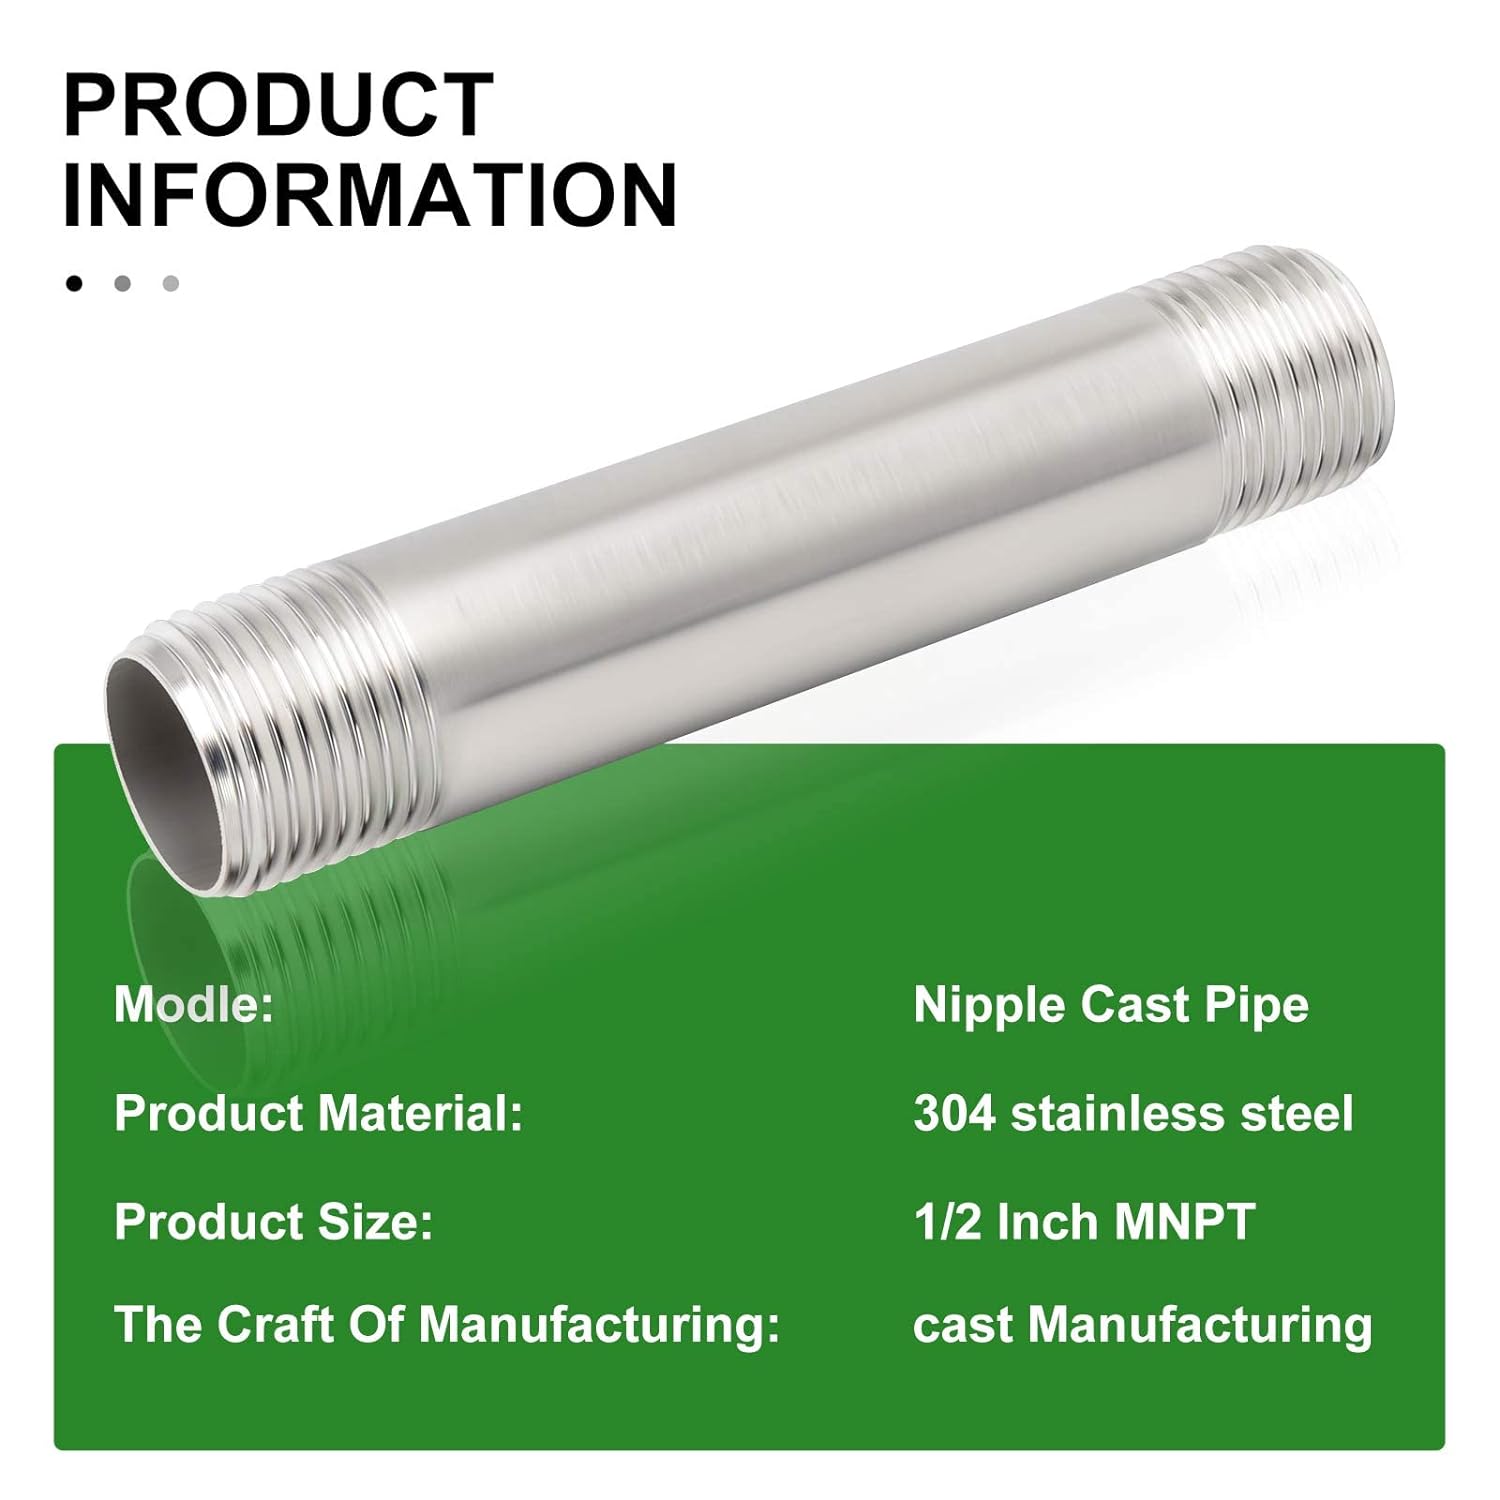 PRODUCT
INFORMATION
Modle: Nipple Cast Pipe
Product Material: 304 stainless steel
Product Size: 1/2 Inch MNPT
The Craft Of Manufacturing: cast Manufacturing